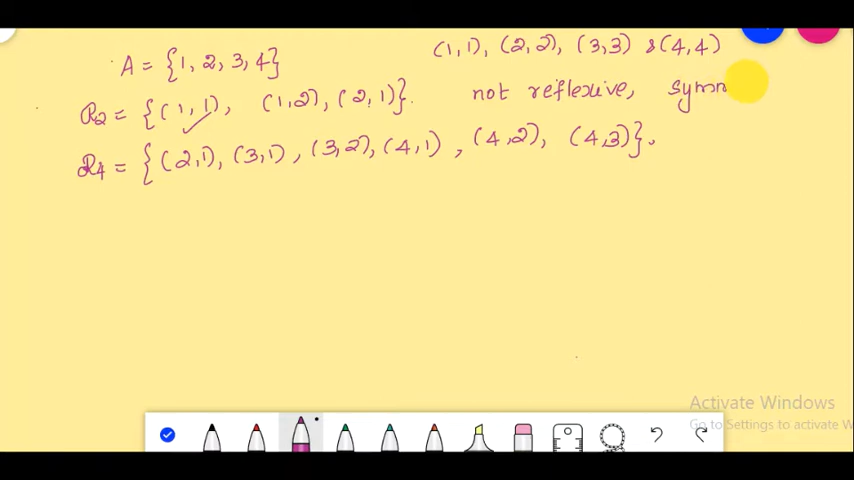 A = {1, 2, 3, 4} (1,1), (2,2), (3,3) & (4,4)
R2 = {(1,1), (1,2), (2,1)}. not reflexive, symm
R4 = {(2,1), (3,1), (3,2), (4,1), (4,2), (4,3)}.
Activate Windows
Go to Settings to activate W